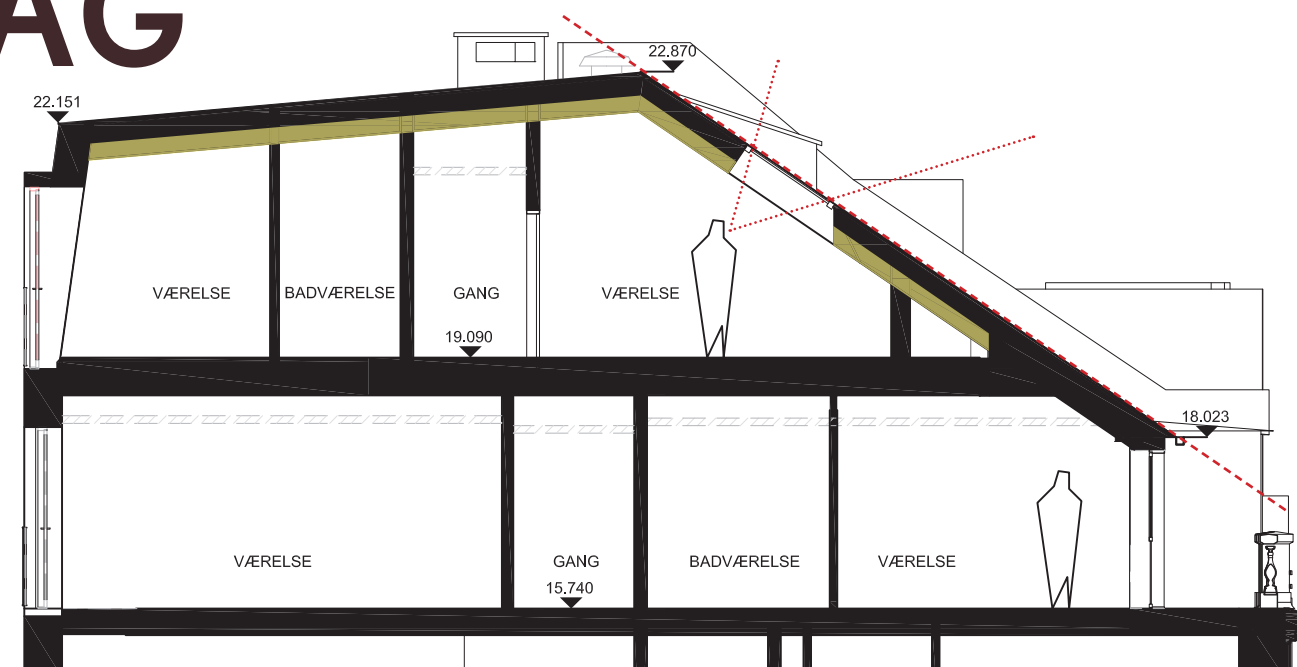 AG
22.870
22.151
VÆRELSE
BADVÆRELSE
GANG
VÆRELSE
19.090
18.023
VÆRELSE
GANG
BADVÆRELSE
VÆRELSE
15.740